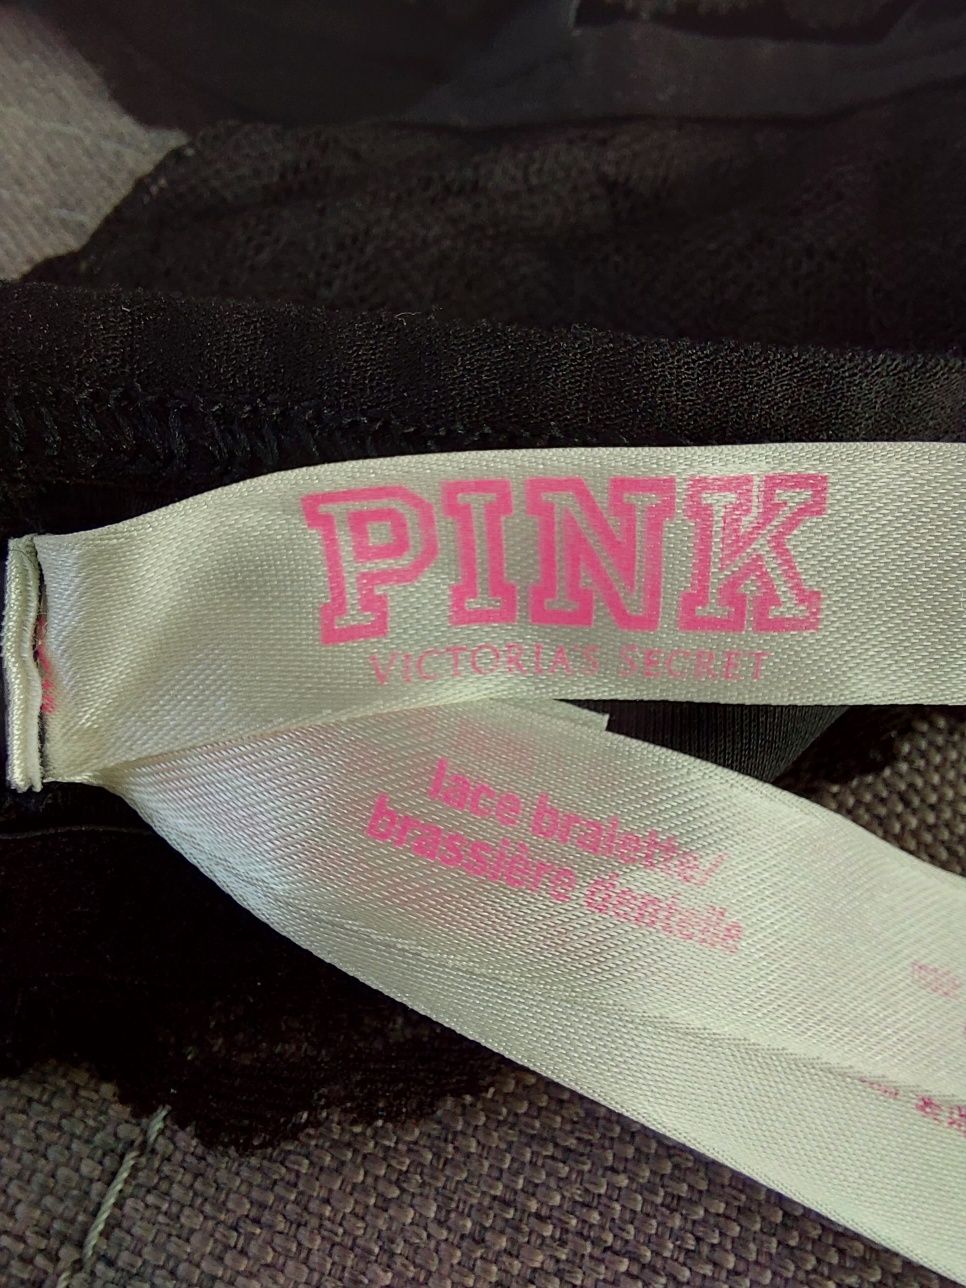 PINK
VICTORIA'S SECRET
lace bralette/
brassière dentelle